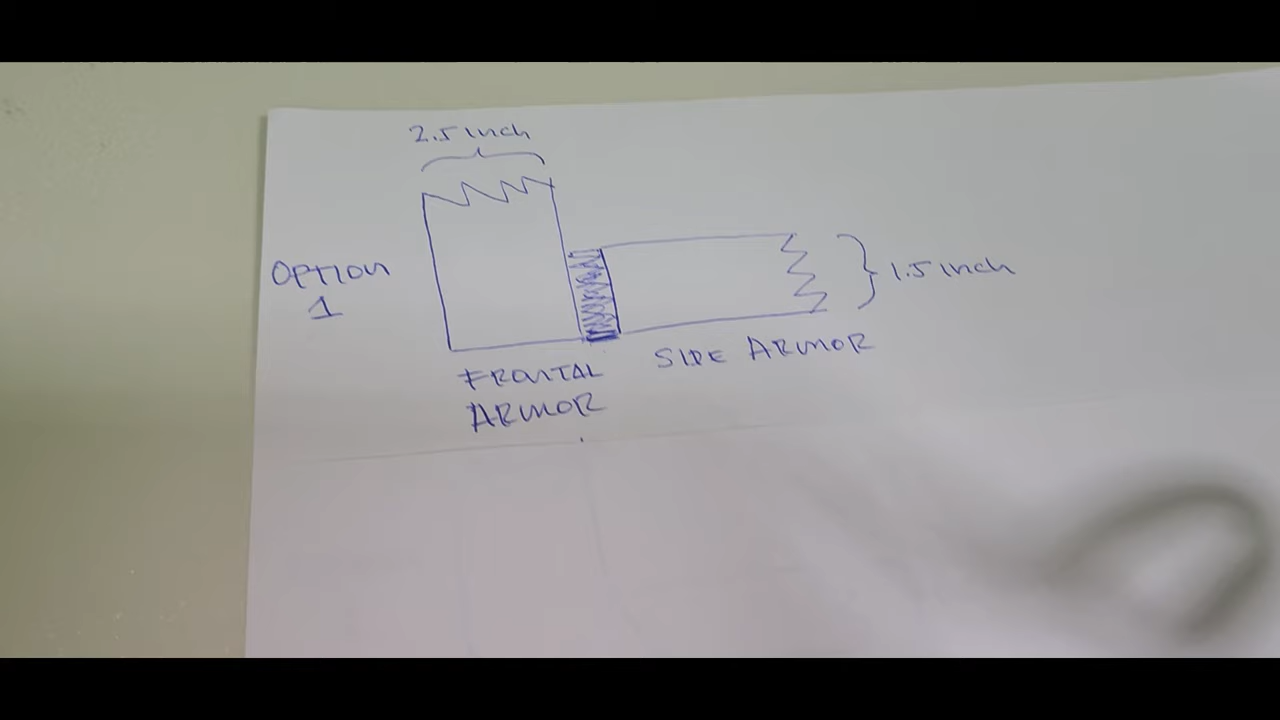 2.5 inch
OPTION
1
1.5 inch
SIDE ARMOR
FRONTAL
ARMOR